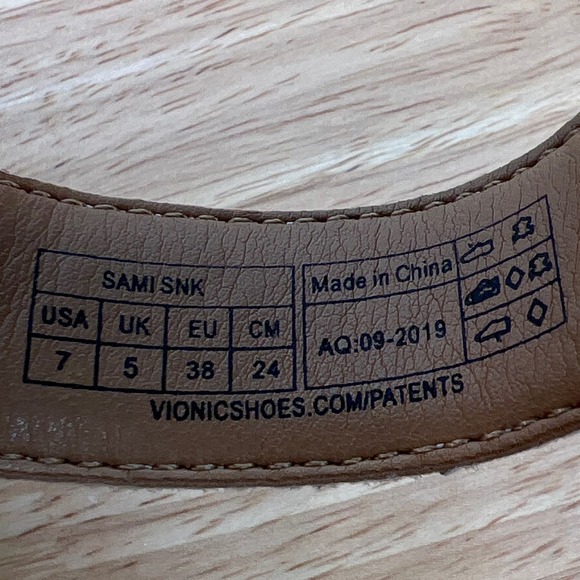 SAMI SNK
USA UK EU CM
7 5 38 24
Made in China
AQ:09-2019
VIONICSHOES.COM/PATENTS